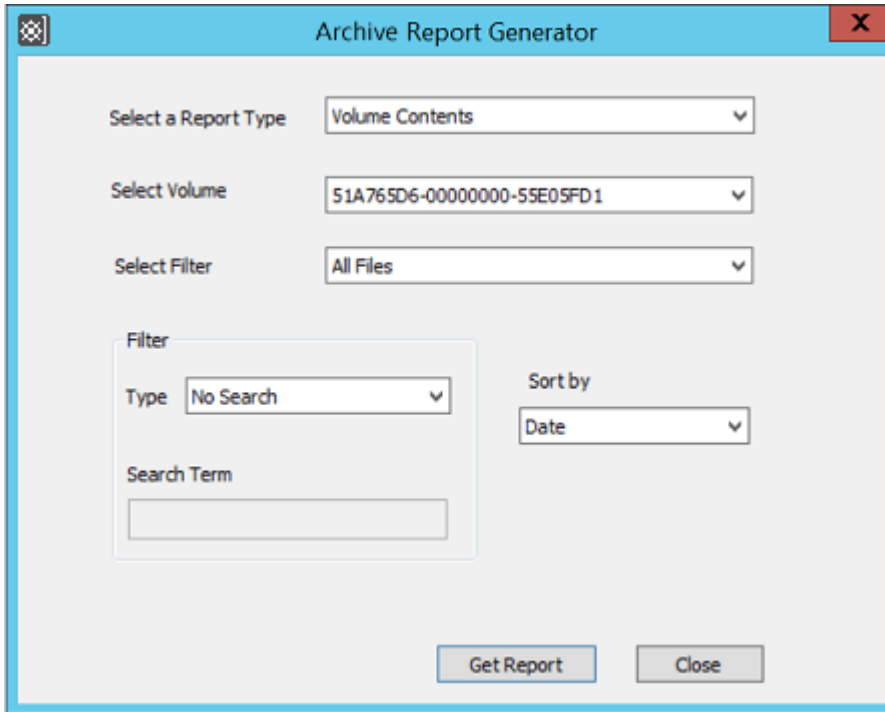 Archive Report Generator
X
Select a Report Type
Volume Contents
Select Volume
51A765D6-00000000-55E05FD1
Select Filter
All Files
Filter
Type
No Search
Sort by
Date
Search Term
Get Report
Close